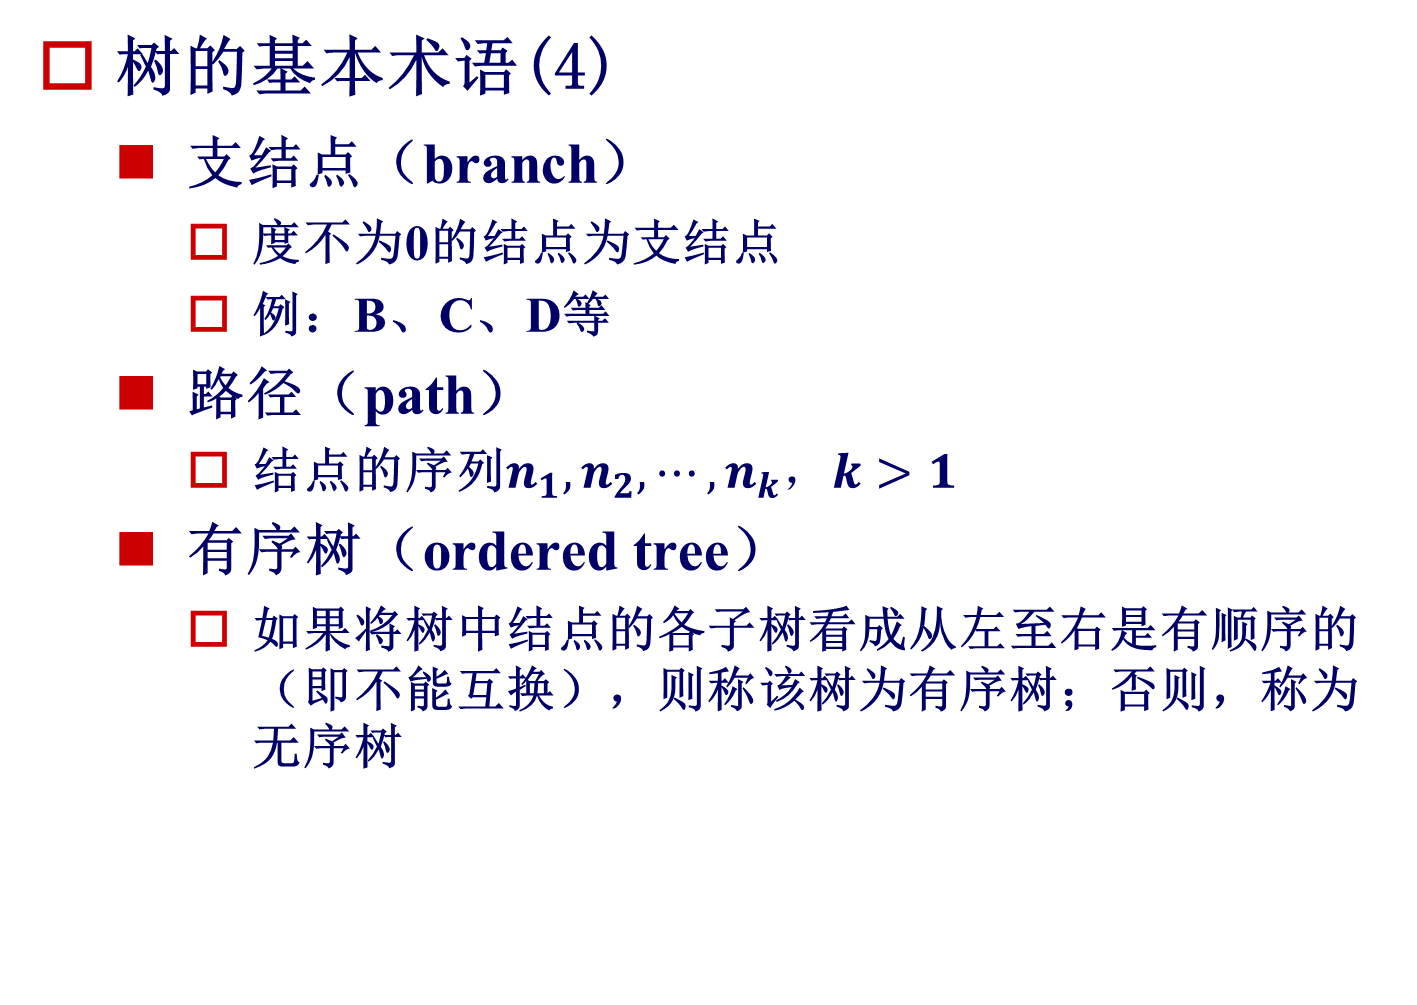 树的基本术语(4)
支结点（branch）
度不为0的结点为支结点
例：B、C、D等
路径（path）
结点的序列n₁,n₂,⋯,nₖ，k > 1
有序树（ordered tree）
如果将树中结点的各子树看成从左至右是有顺序的
（即不能互换），则称该树为有序树；否则，称为
无序树